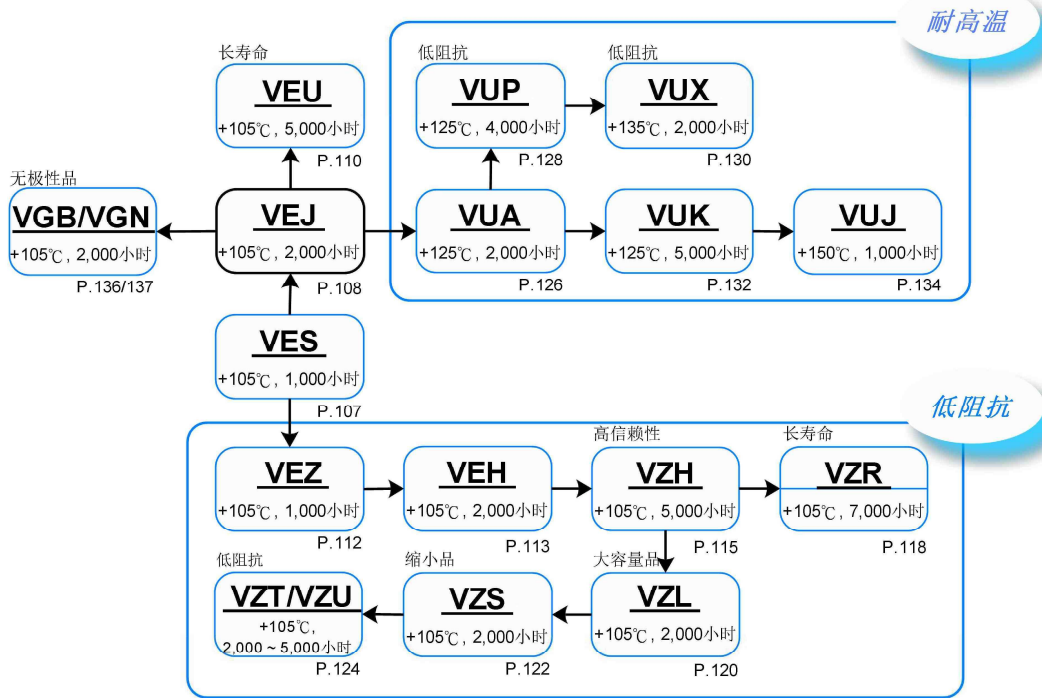 耐高温
长寿命
VEU
+105℃, 5,000小时
P.110
低阻抗
VUP
+125℃, 4,000小时
P.128
低阻抗
VUX
+135℃, 2,000小时
P.130
无极性品
VGB/VGN
+105℃, 2,000小时
P.136/137
VEJ
+105℃, 2,000小时
P.108
VUA
+125℃, 2,000小时
P.126
VUK
+125℃, 5,000小时
P.132
VUJ
+150℃, 1,000小时
P.134
VES
+105℃, 1,000小时
P.107
低阻抗
VEZ
+105℃, 1,000小时
P.112
VEH
+105℃, 2,000小时
P.113
高信赖性
VZH
+105℃, 5,000小时
P.115
长寿命
VZR
+105℃, 7,000小时
P.118
低阻抗
VZT/VZU
+105℃,
2,000 ~ 5,000小时
P.124
缩小品
VZS
+105℃, 2,000小时
P.122
大容量品
VZL
+105℃, 2,000小时
P.120